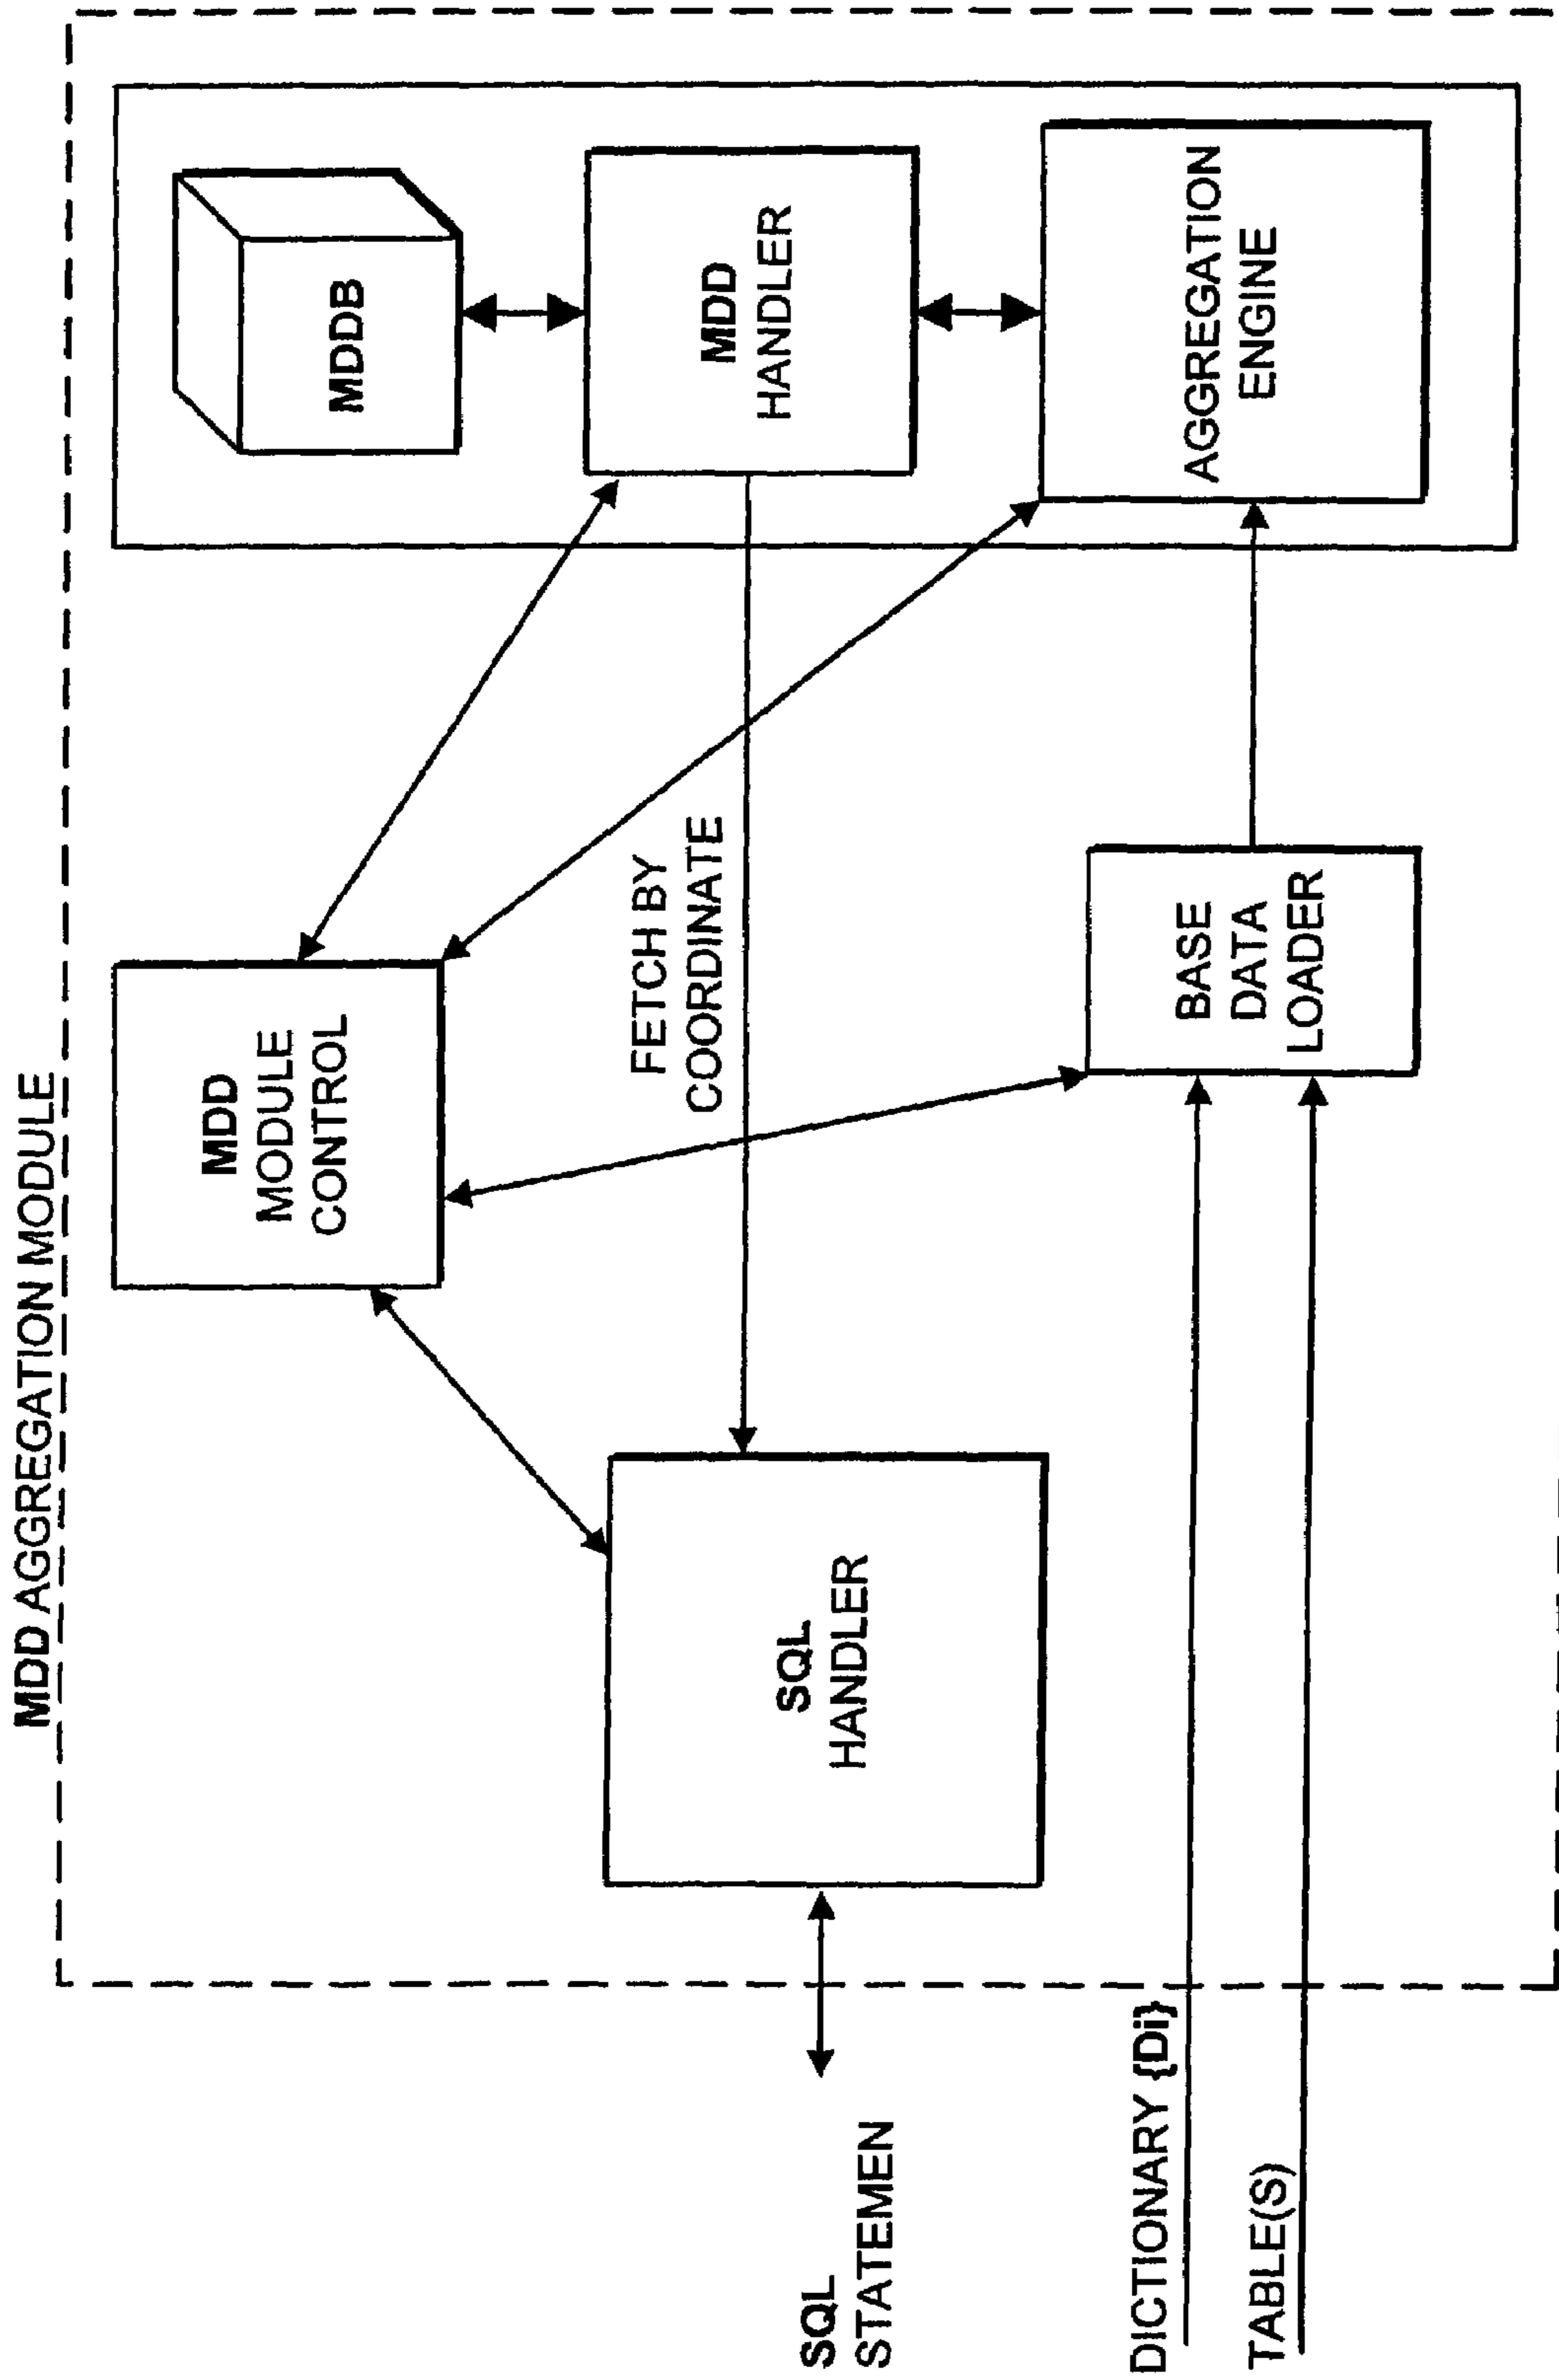 MDD AGGREGATION MODULE
MDD
MODULE
CONTROL
MDDB
MDD
HANDLER
AGGREGATION
ENGINE
FETCH BY
COORDINATE
SQL
HANDLER
BASE
DATA
LOADER
SQL
STATEMEN
DICTIONARY {Di}
TABLE(S)